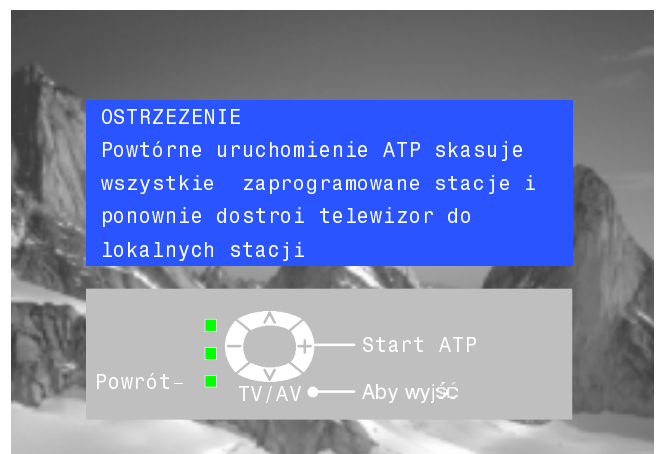 OSTRZEZENIE
Powtórne uruchomienie ATP skasuje
wszystkie zaprogramowane stacje i
ponownie dostroi telewizor do
lokalnych stacji
Start ATP
Powrót
TV/AV
Aby wyjść